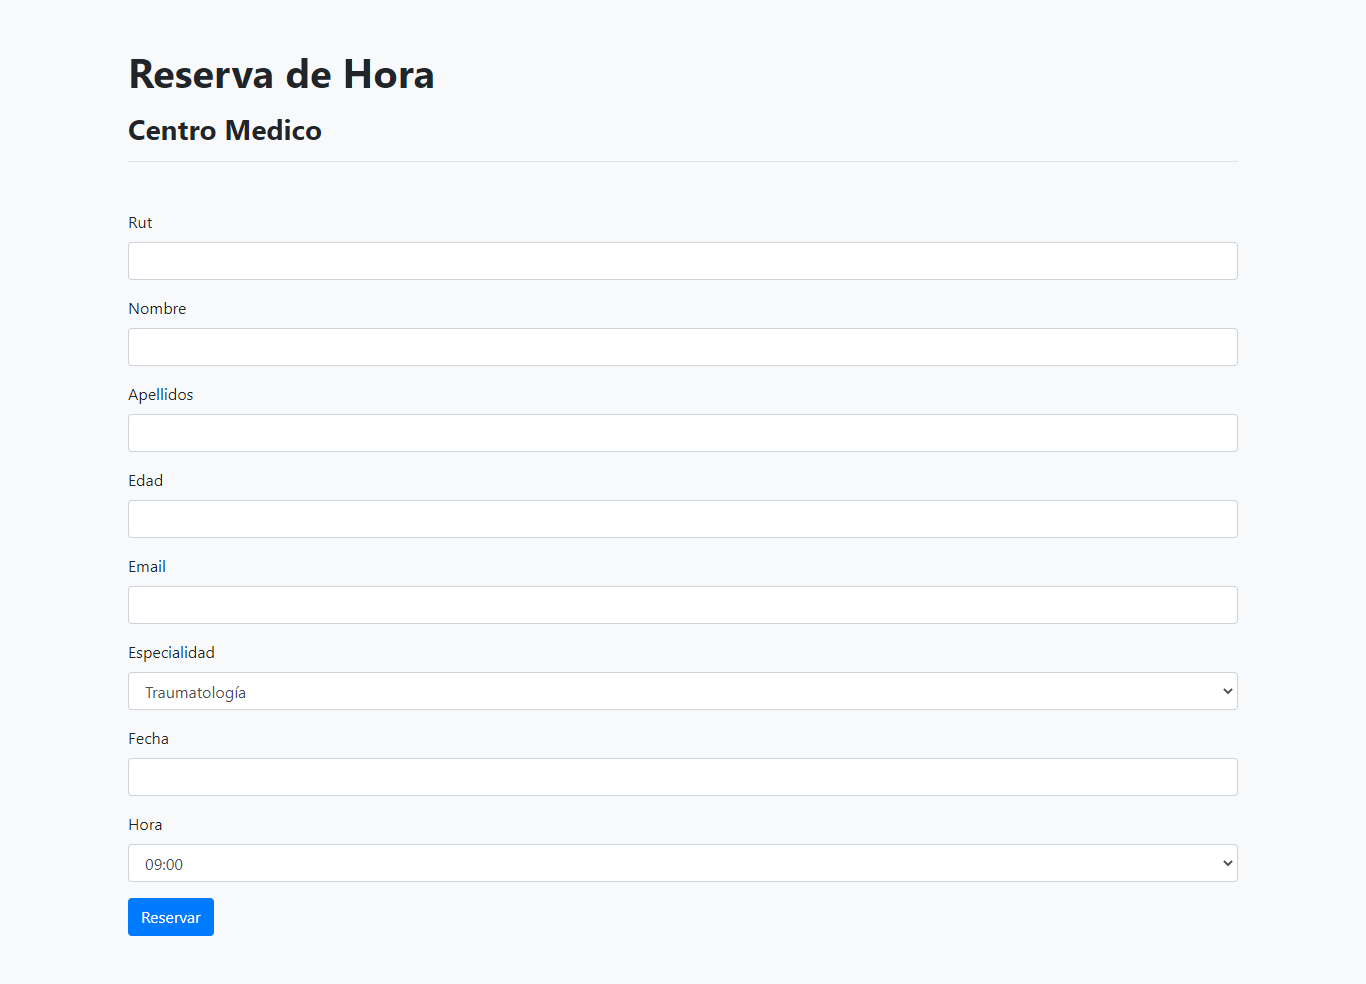 Reserva de Hora
Centro Medico
Rut
Nombre
Apellidos
Edad
Email
Especialidad
Traumatología
Fecha
Hora
09:00
Reservar